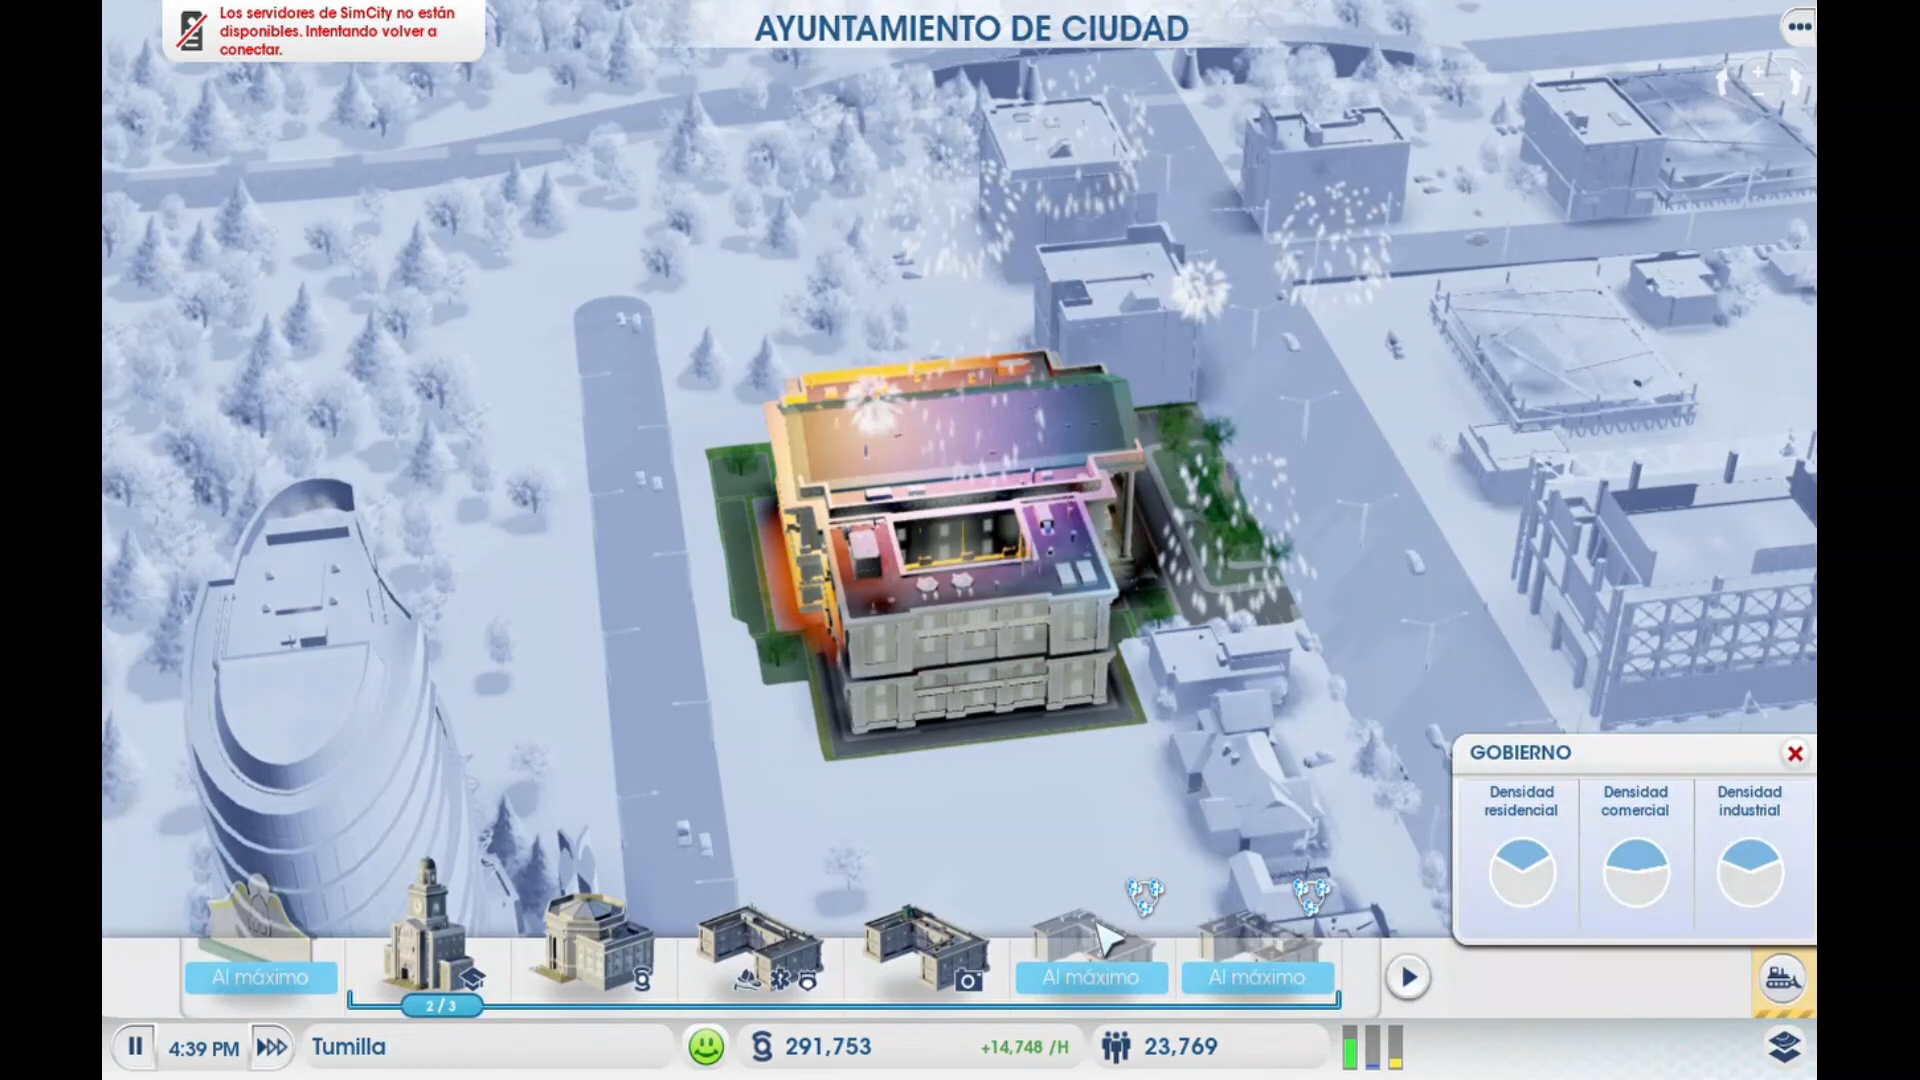 Los servidores de SimCity no están
disponibles. Intentando volver a
conectar.
AYUNTAMIENTO DE CIUDAD
GOBIERNO
Densidad
residencial
Densidad
comercial
Densidad
industrial
Al máximo
Al máximo
Al máximo
2 / 3
4:39 PM
Tumilla
291,753
+14,748 /H
23,769